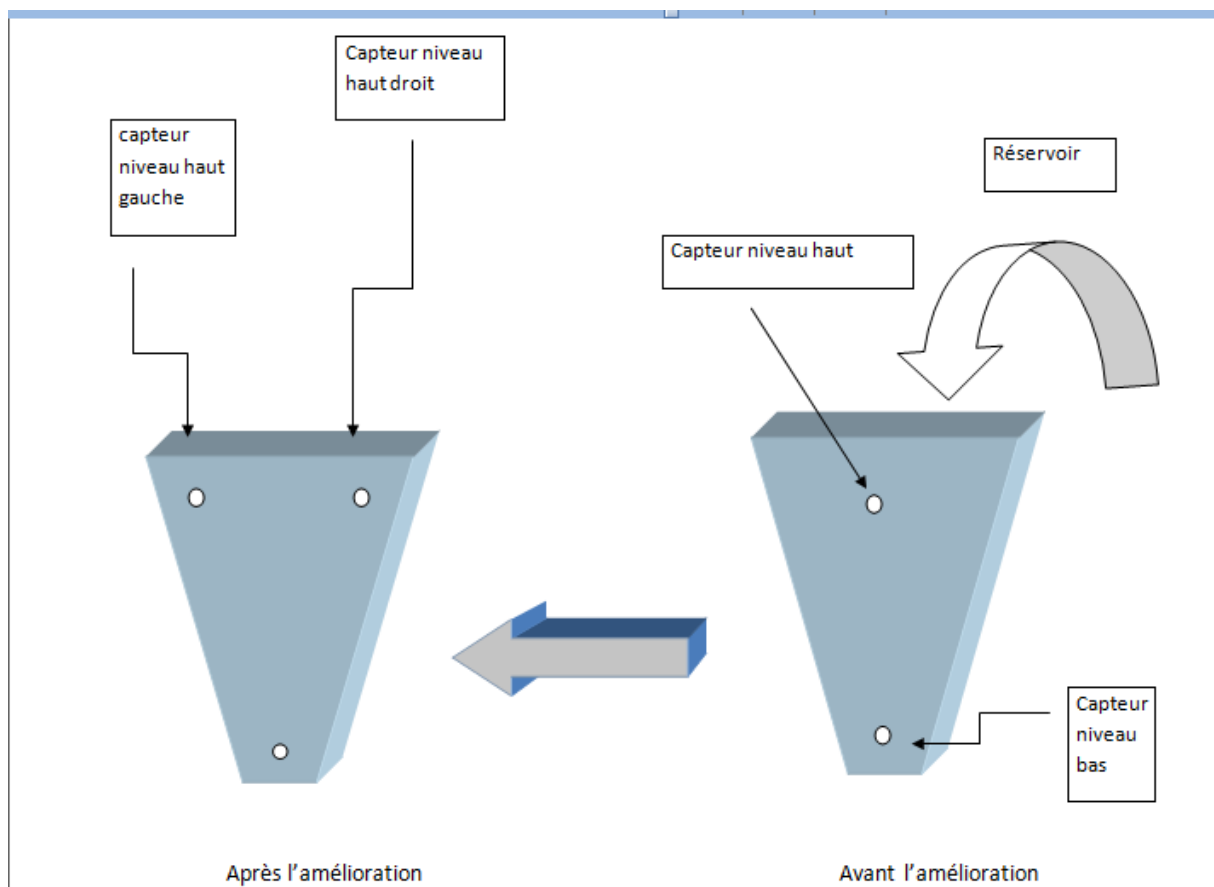 Capteur niveau
haut droit
capteur
niveau haut
gauche
Réservoir
Capteur niveau haut
Capteur
niveau
bas
Après l'amélioration
Avant l'amélioration